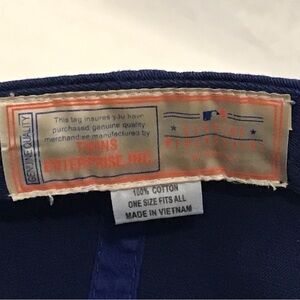 GENUINE QUALITY
This tag insures you have
purchased genuine quality
merchandise manufactured by
TWINS
ENTERPRISE, INC.
100% COTTON
ONE SIZE FITS ALL
MADE IN VIETNAM